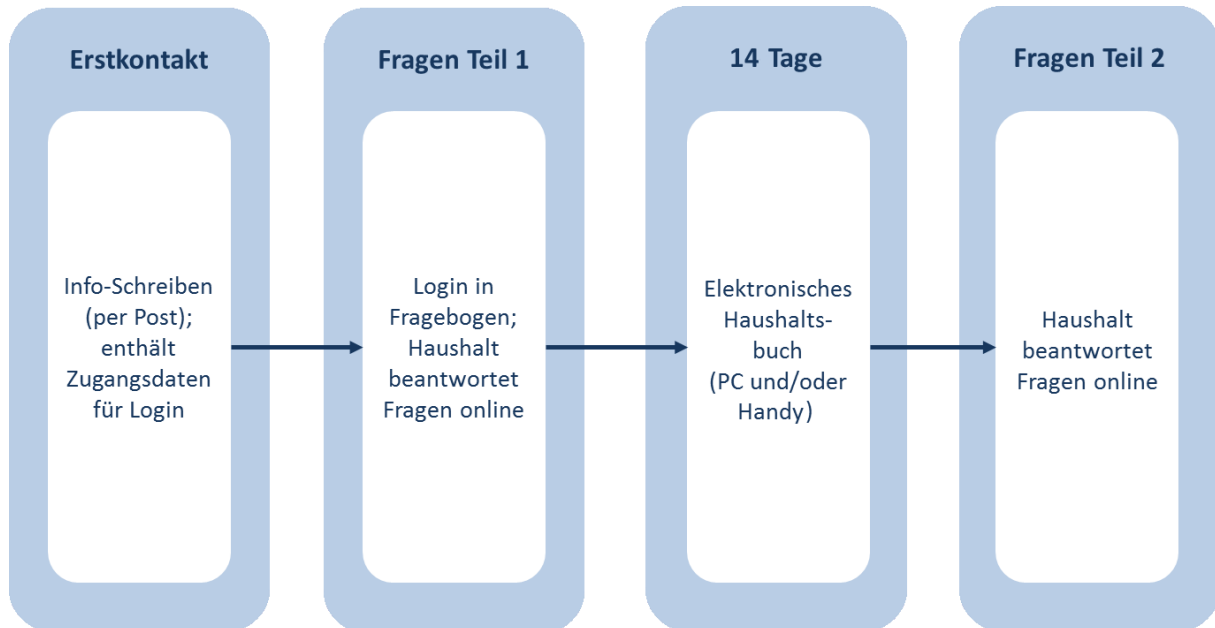 Erstkontakt
Info-Schreiben
(per Post);
enthält
Zugangsdaten
für Login
Fragen Teil 1
Login in
Fragebogen;
Haushalt
beantwortet
Fragen online
14 Tage
Elektronisches
Haushalts-
buch
(PC und/oder
Handy)
Fragen Teil 2
Haushalt
beantwortet
Fragen online